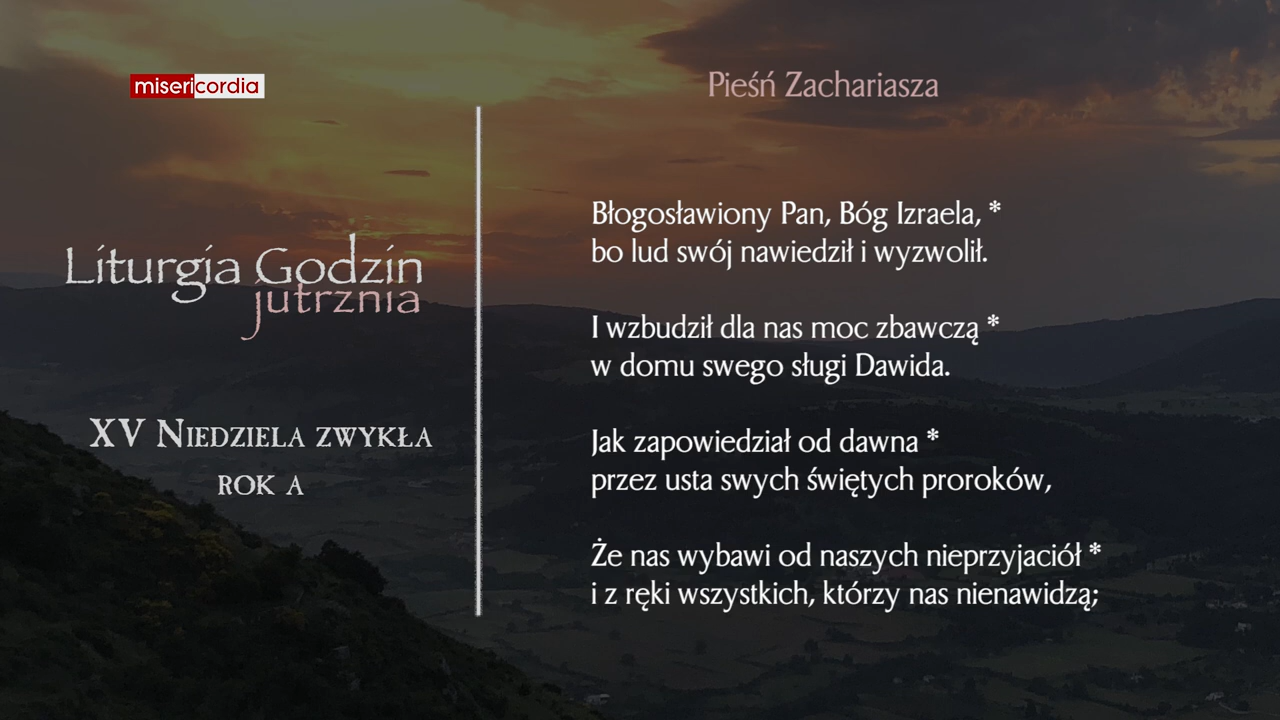 misericordia
Liturgia Godzin
jutrznia
XV Niedziela zwykła
rok A
Pieśń Zachariasza
Błogosławiony Pan, Bóg Izraela, *
bo lud swój nawiedził i wyzwolił.
I wzbudził dla nas moc zbawczą *
w domu swego sługi Dawida.
Jak zapowiedział od dawna *
przez usta swych świętych proroków,
Że nas wybawi od naszych nieprzyjaciół *
i z ręki wszystkich, którzy nas nienawidzą;